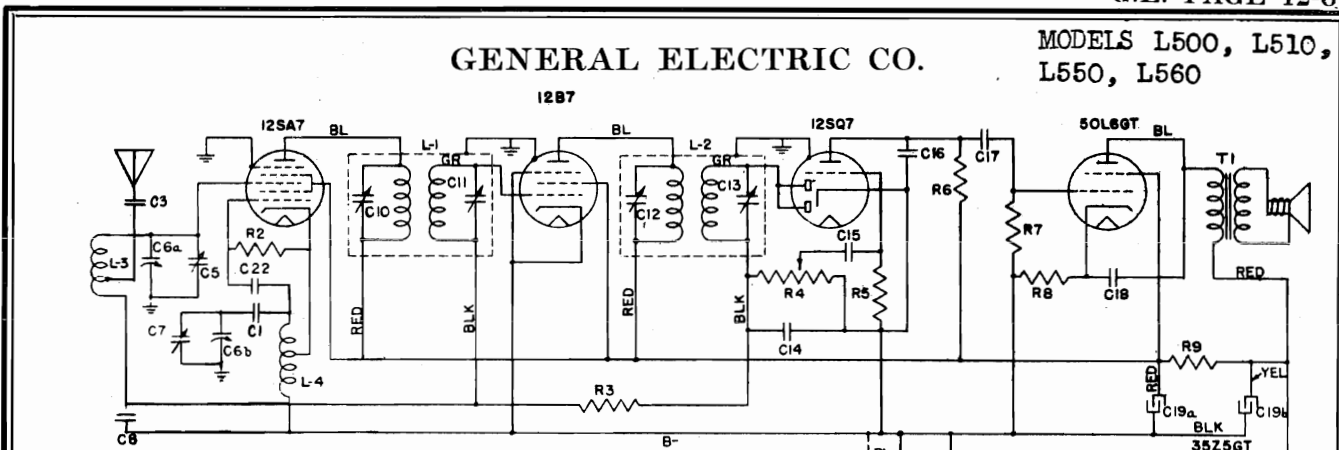 GENERAL ELECTRIC CO.
MODELS L500, L510,
L550, L560
12SA7
BL
12B7
BL
12SQ7
50L6GT
BL
L-1
GR
L-2
GR
C3
C10
C11
C12
C13
C16
C17
R6
T1
L-3
C6a
C5
R2
C22
C15
R7
C7
C1
C6b
L-4
RED
BLK
RED
BLK
R4
R5
C14
R8
C18
RED
R3
R9
RED
YEL
C8
C19a
C19b
BLK
B-
35Z5GT